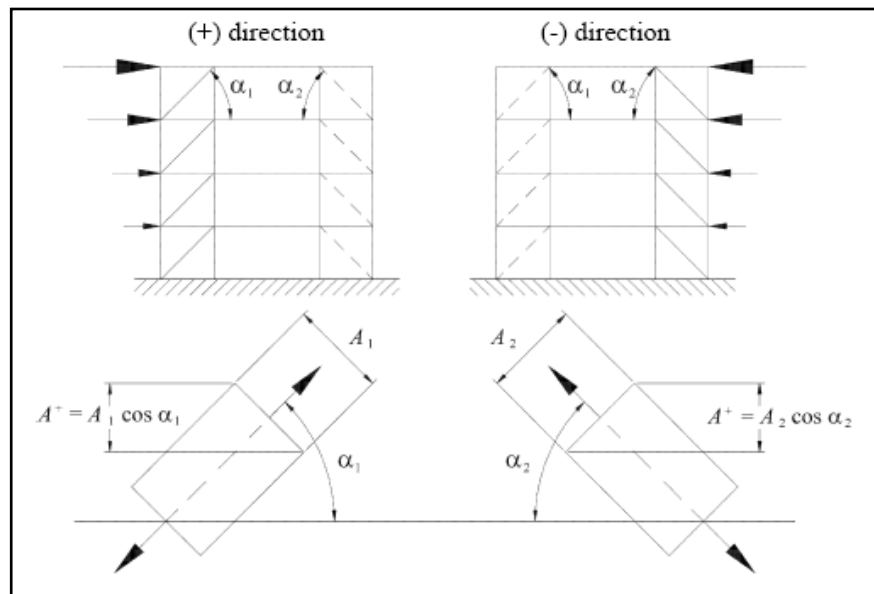 (+) direction
(-) direction
α₁
α₂
α₁
α₂
A₁
A₂
A⁺ = A₁ cos α₁
A⁺ = A₂ cos α₂
α₁
α₂